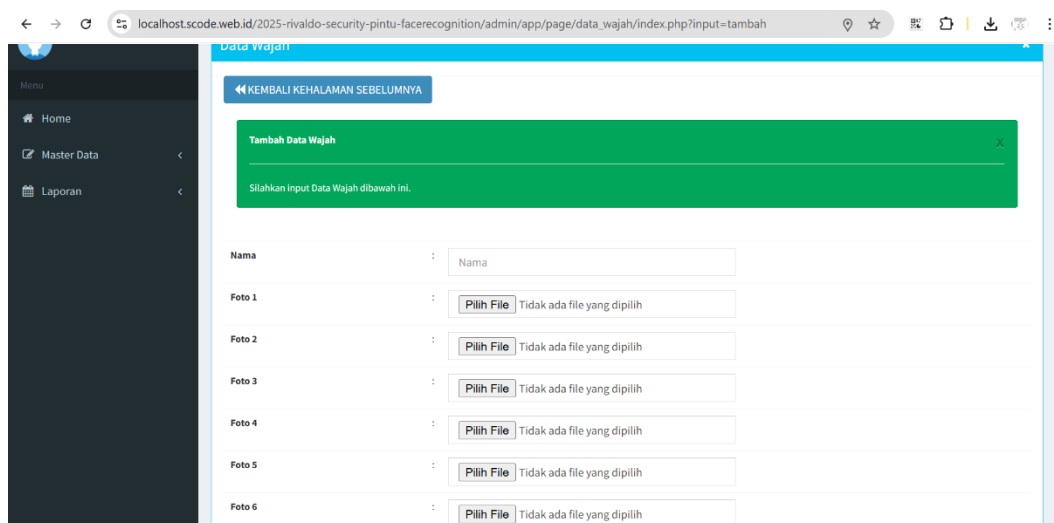 localhost.scode.web.id/2025-rivaldo-security-pintu-facerecognition/admin/app/page/data_wajah/index.php?input=tambah
Data Wajah
Menu
KEMBALI KEHALAMAN SEBELUMNYA
Home
Master Data
Laporan
Tambah Data Wajah
x
Silahkan input Data Wajah dibawah ini.
Nama : Nama
Foto 1 : Pilih File Tidak ada file yang dipilih
Foto 2 : Pilih File Tidak ada file yang dipilih
Foto 3 : Pilih File Tidak ada file yang dipilih
Foto 4 : Pilih File Tidak ada file yang dipilih
Foto 5 : Pilih File Tidak ada file yang dipilih
Foto 6 : Pilih File Tidak ada file yang dipilih